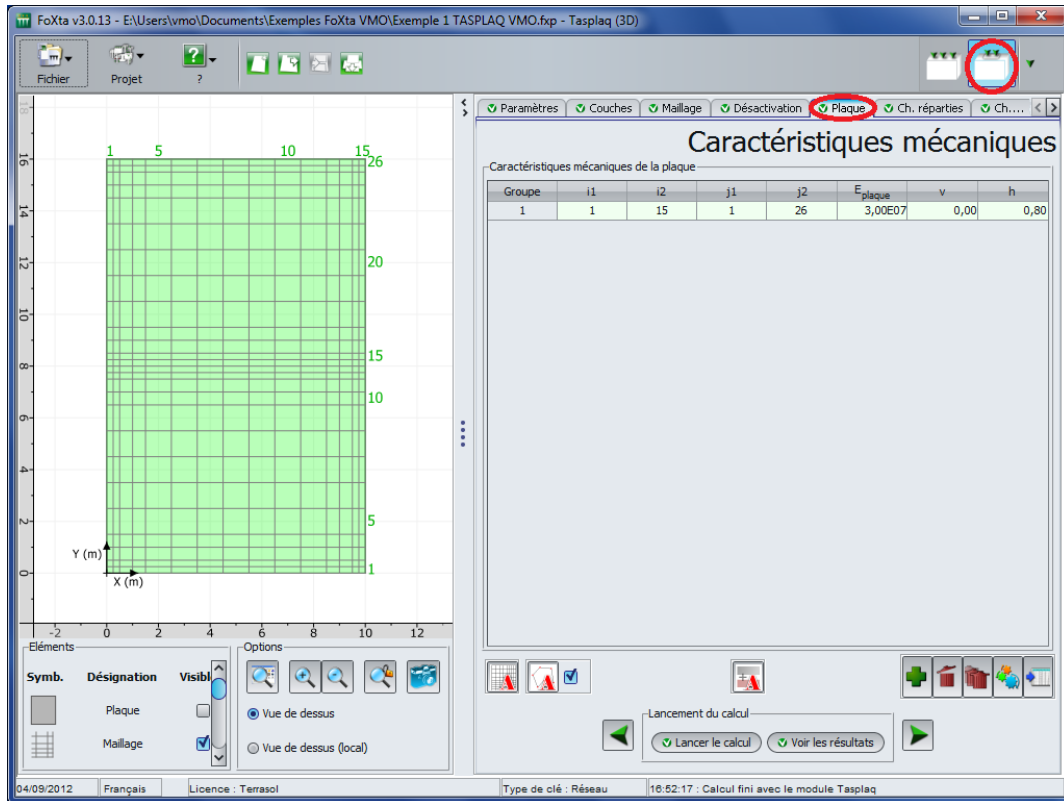 FoXta v3.0.13 - E:\Users\vmo\Documents\Exemples FoXta VMO\Exemple 1 TASPLAQ VMO.fxp - Tasplaq (3D)
Fichier Projet ?
Paramètres Couches Maillage Désactivation Plaque Ch. réparties Ch....
Caractéristiques mécaniques
Caractéristiques mécaniques de la plaque
Groupe i1 i2 j1 j2 E plaque v h
1 1 15 1 26 3,00E07 0,00 0,80
18
16
14
12
10
8
6
4
2
0
1 5 10 15 26
20
15
10
5
1
Y (m)
X (m)
-2 0 2 4 6 8 10 12
Eléments
Symb. Désignation Visibl
Plaque
Maillage
Options
Vue de dessus
Vue de dessus (local)
Lancement du calcul
Lancer le calcul Voir les résultats
04/09/2012 Français Licence : Terrasol Type de clé : Réseau 16:52:17 : Calcul fini avec le module Tasplaq